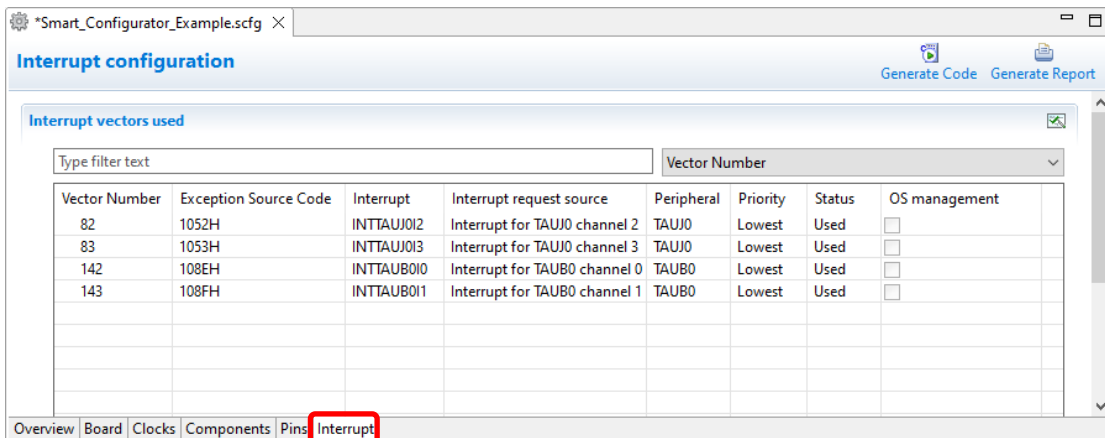 *Smart_Configurator_Example.scfg
Interrupt configuration
Generate Code Generate Report
Interrupt vectors used
Type filter text Vector Number
Vector Number Exception Source Code Interrupt Interrupt request source Peripheral Priority Status OS management
82 1052H INTTAUJ0I2 Interrupt for TAUJ0 channel 2 TAUJ0 Lowest Used
83 1053H INTTAUJ0I3 Interrupt for TAUJ0 channel 3 TAUJ0 Lowest Used
142 108EH INTTAUB0I0 Interrupt for TAUB0 channel 0 TAUB0 Lowest Used
143 108FH INTTAUB0I1 Interrupt for TAUB0 channel 1 TAUB0 Lowest Used
Overview Board Clocks Components Pins Interrupt